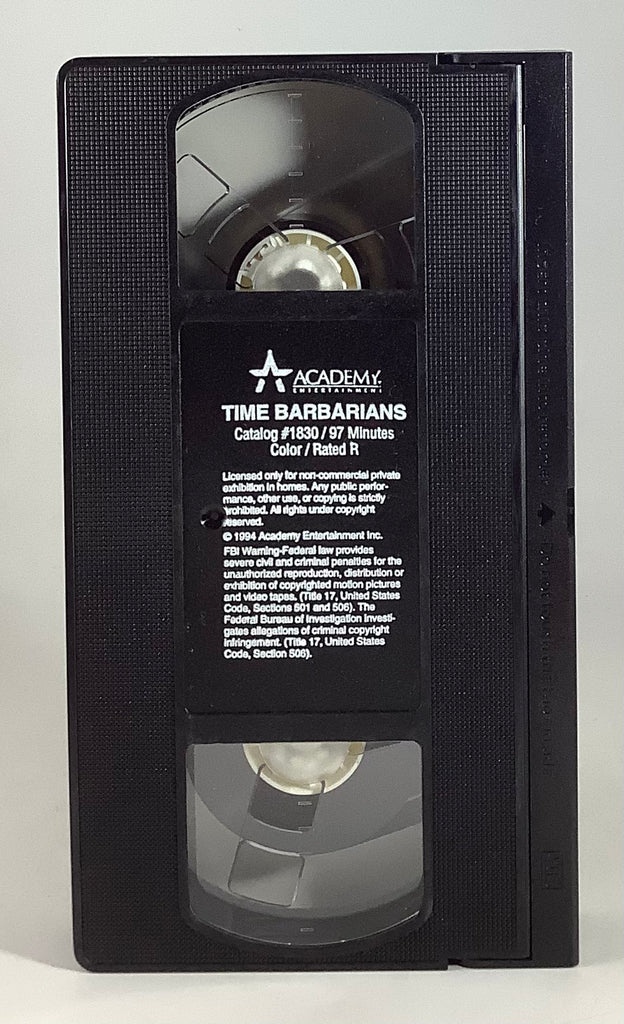 ACADEMY
ENTERTAINMENT
TIME BARBARIANS
Catalog #1830 / 97 Minutes
Color / Rated R
Licensed only for non-commercial private
exhibition in homes. Any public perfor-
mance, other use, or copying is strictly
prohibited. All rights under copyright
reserved.
© 1994 Academy Entertainment Inc.
FBI Warning-Federal law provides
severe civil and criminal penalties for the
unauthorized reproduction, distribution or
exhibition of copyrighted motion pictures
and video tapes. (Title 17, United States
Code, Sections 501 and 506). The
Federal Bureau of Investigation investi-
gates allegations of criminal copyright
infringement. (Title 17, United States
Code, Section 506).